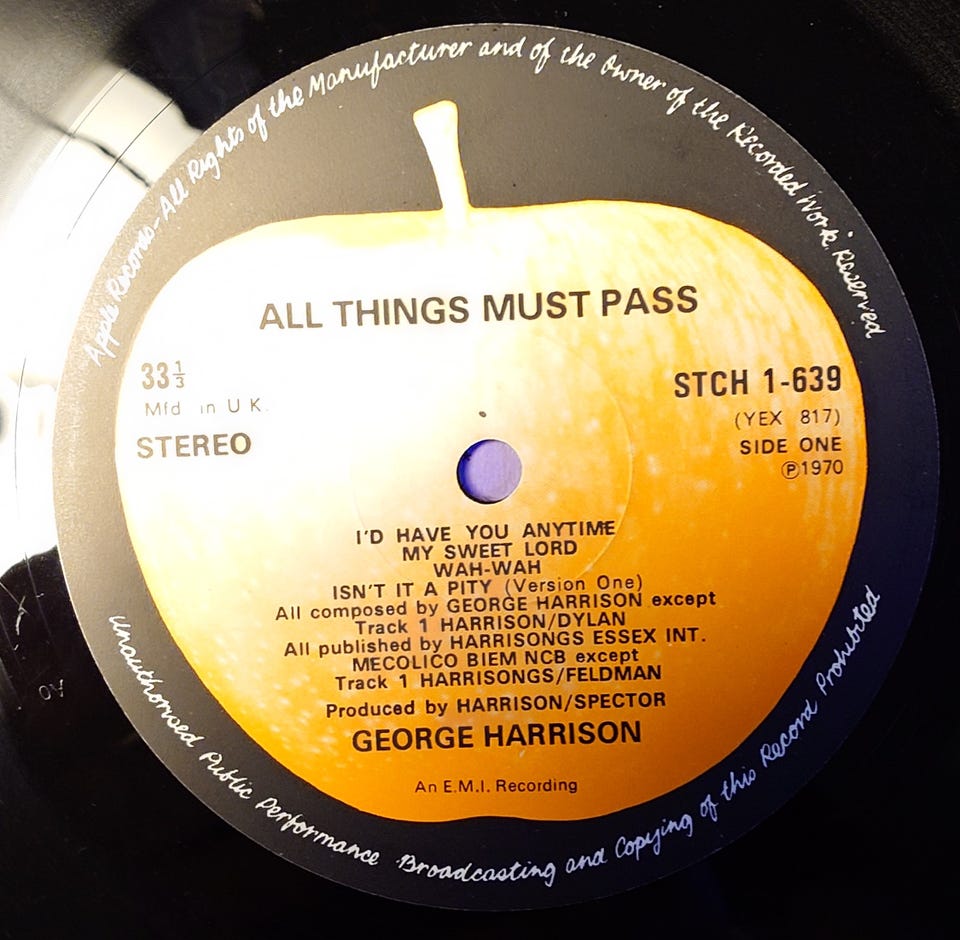 Apple Records-All Rights of the Manufacturer and of the Owner of the Recorded Work Reserved
ALL THINGS MUST PASS
33⅓
Mfd in U K.
STEREO
STCH 1-639
(YEX 817)
SIDE ONE
℗1970
I'D HAVE YOU ANYTIME
MY SWEET LORD
WAH-WAH
ISN'T IT A PITY (Version One)
All composed by GEORGE HARRISON except
Track 1 HARRISON/DYLAN
All published by HARRISONGS ESSEX INT.
MECOLICO BIEM NCB except
Track 1 HARRISONGS/FELDMAN
Produced by HARRISON/SPECTOR
GEORGE HARRISON
An E.M.I. Recording
Unauthorised Public Performance Broadcasting and Copying of this Record Prohibited